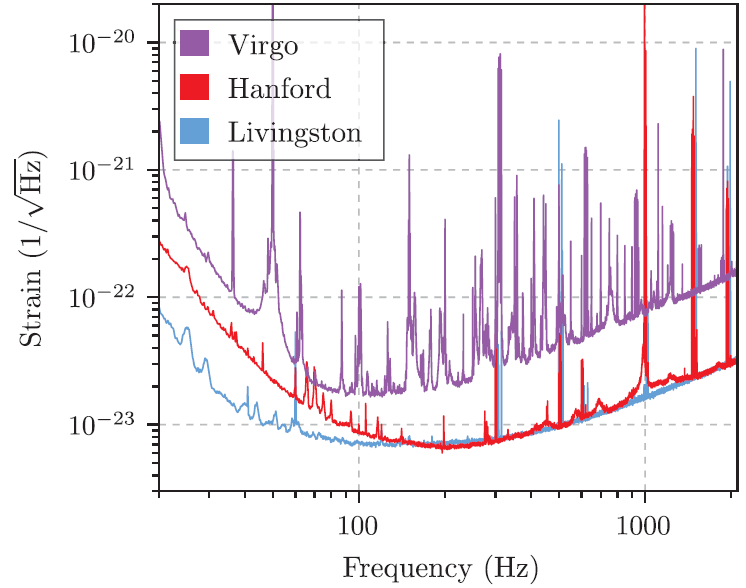 Virgo
Hanford
Livingston
10⁻²⁰
10⁻²¹
10⁻²²
10⁻²³
Strain (1/√Hz)
100
1000
Frequency (Hz)